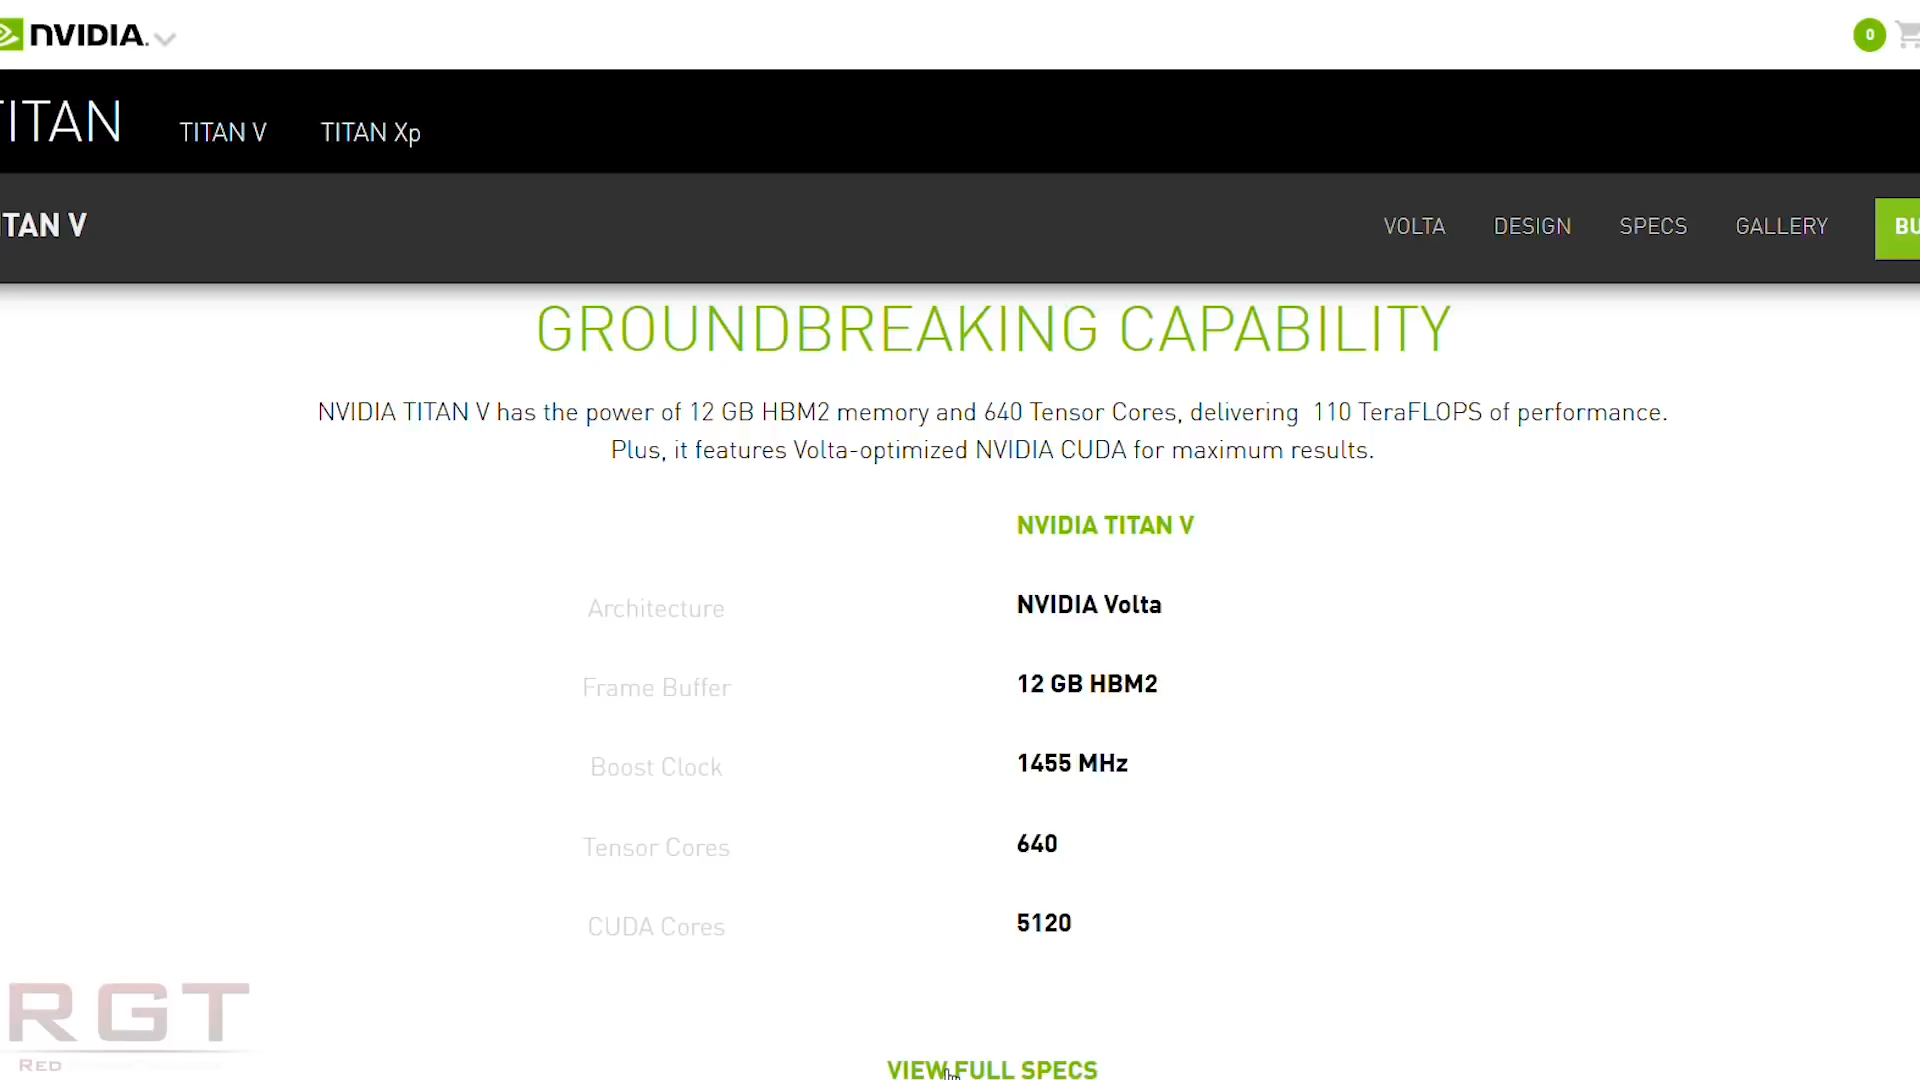 NVIDIA.
0
TITAN
TITAN V
TITAN Xp
TITAN V
VOLTA
DESIGN
SPECS
GALLERY
BU
GROUNDBREAKING CAPABILITY
NVIDIA TITAN V has the power of 12 GB HBM2 memory and 640 Tensor Cores, delivering 110 TeraFLOPS of performance.
Plus, it features Volta-optimized NVIDIA CUDA for maximum results.
NVIDIA TITAN V
Architecture
NVIDIA Volta
Frame Buffer
12 GB HBM2
Boost Clock
1455 MHz
Tensor Cores
640
CUDA Cores
5120
RGT
RED
VIEW FULL SPECS